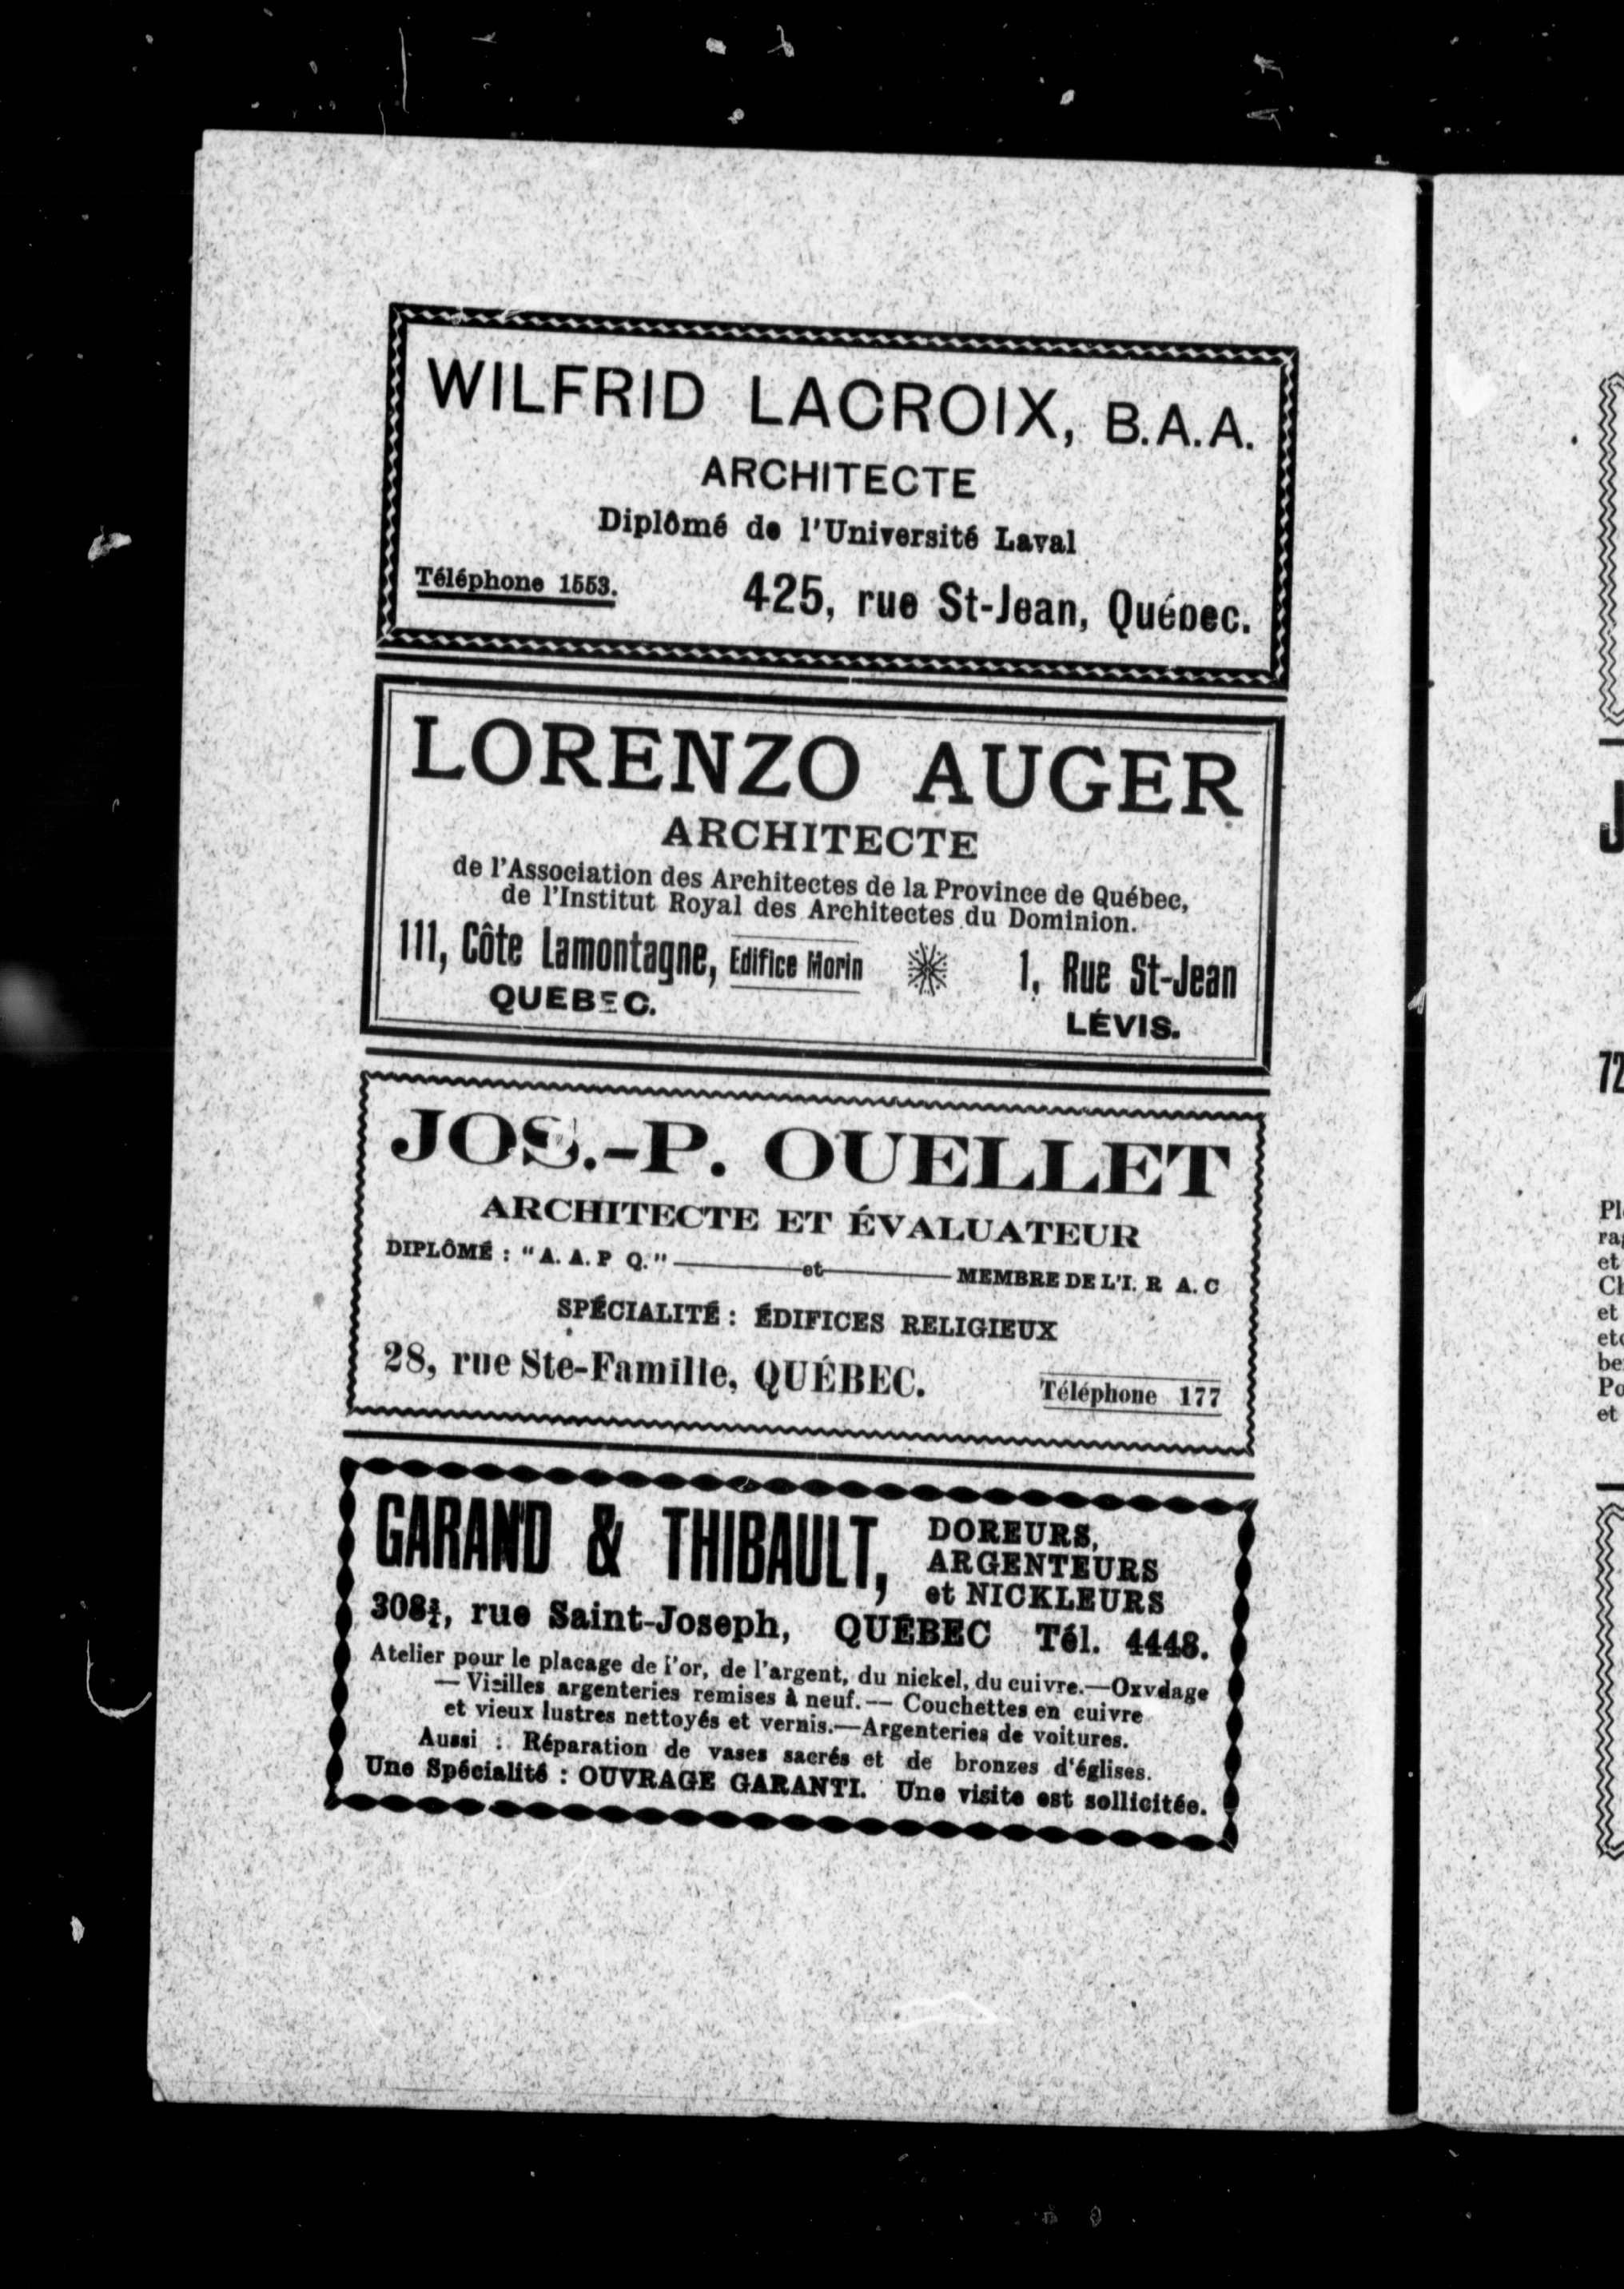 WILFRID LACROIX, B.A.A.
ARCHITECTE
Diplômé de l'Université Laval
Téléphone 1553. 425, rue St-Jean, Québec.
LORENZO AUGER
ARCHITECTE
de l'Association des Architectes de la Province de Québec,
de l'Institut Royal des Architectes du Dominion.
111, Côte Lamontagne, Edifice Morin 1, Rue St-Jean
QUEBEC. LÉVIS.
JOS.-P. OUELLET
ARCHITECTE ET ÉVALUATEUR
DIPLÔMÉ : "A. A. P Q." — et — MEMBRE DE L'I. R A. C
SPÉCIALITÉ : ÉDIFICES RELIGIEUX
28, rue Ste-Famille, QUÉBEC. Téléphone 177
GARAND & THIBAULT, DOREURS,
ARGENTEURS
et NICKLEURS
rue Saint-Joseph, QUÉBEC Tél. 4448.
Atelier pour le placage de l'or, de l'argent, du nickel, du cuivre.—Oxydage
— Vieilles argenteries remises à neuf.— Couchettes en cuivre
et vieux lustres nettoyés et vernis.—Argenteries de voitures.
Aussi : Réparation de vases sacrés et de bronzes d'églises.
Une Spécialité : OUVRAGE GARANTI. Une visite est sollicitée.
J
72
Pl
et
et
et